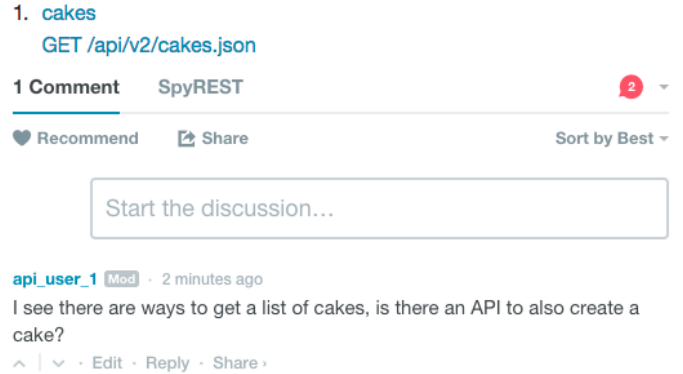 1. cakes
GET /api/v2/cakes.json
1 Comment SpyREST 2
Recommend Share Sort by Best
Start the discussion...
api_user_1 Mod · 2 minutes ago
I see there are ways to get a list of cakes, is there an API to also create a
cake?
· Edit · Reply · Share ›